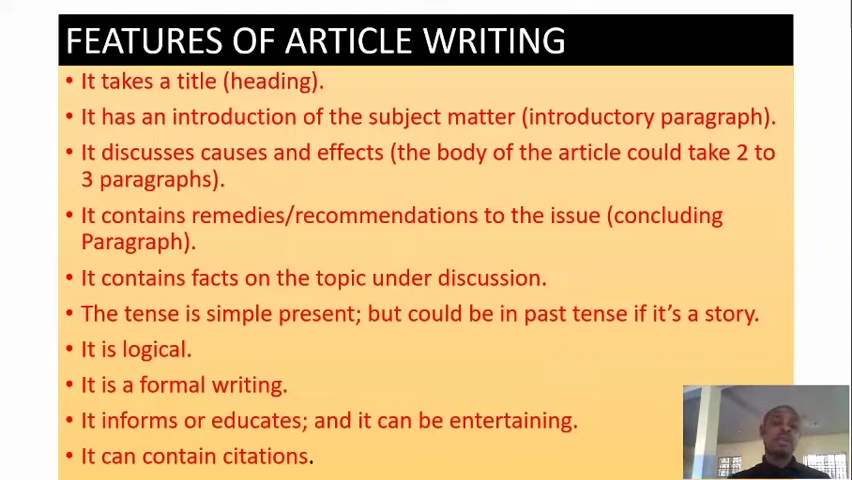 FEATURES OF ARTICLE WRITING
• It takes a title (heading).
• It has an introduction of the subject matter (introductory paragraph).
• It discusses causes and effects (the body of the article could take 2 to
3 paragraphs).
• It contains remedies/recommendations to the issue (concluding
Paragraph).
• It contains facts on the topic under discussion.
• The tense is simple present; but could be in past tense if it’s a story.
• It is logical.
• It is a formal writing.
• It informs or educates; and it can be entertaining.
• It can contain citations.